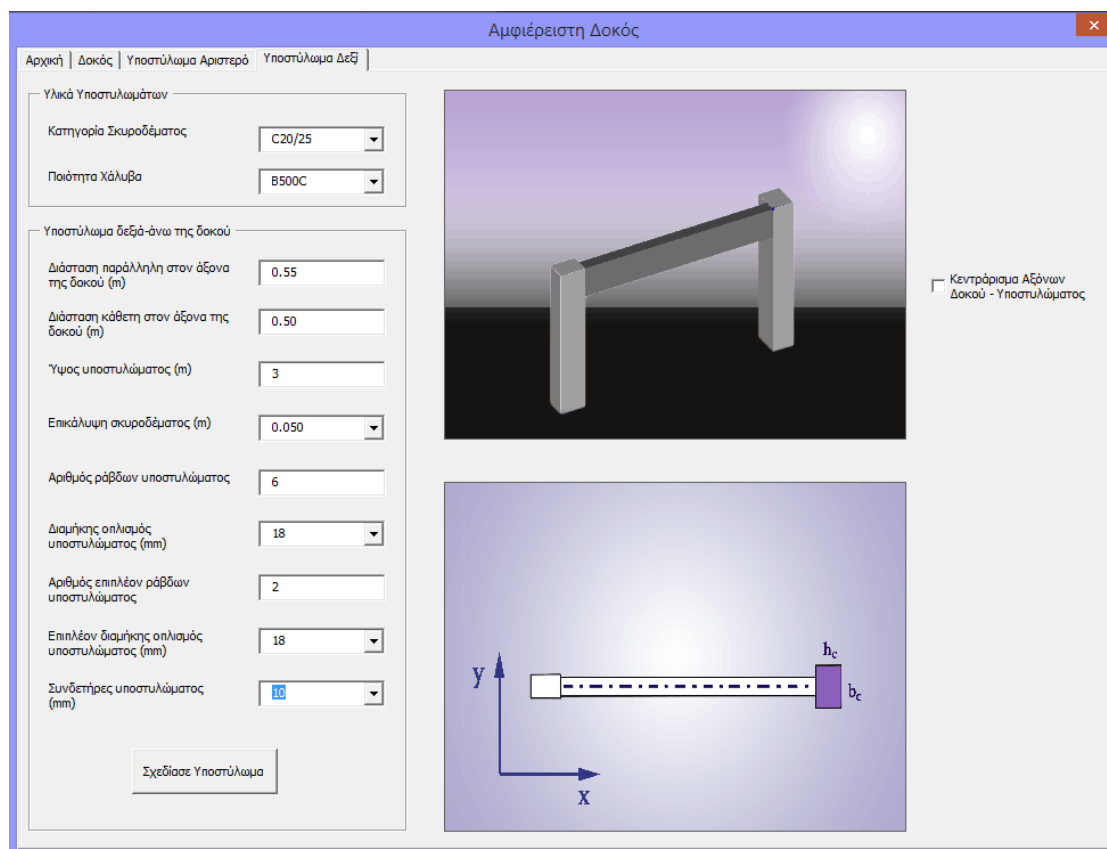 Αμφιέρειστη Δοκός
Αρχική
Δοκός
Υποστύλωμα Αριστερό
Υποστύλωμα Δεξί
Υλικά Υποστυλωμάτων
Κατηγορία Σκυροδέματος
C20/25
Ποιότητα Χάλυβα
B500C
Υποστύλωμα δεξιά-άνω της δοκού
Διάσταση παράλληλη στον άξονα
της δοκού (m)
0.55
Διάσταση κάθετη στον άξονα της
δοκού (m)
0.50
Ύψος υποστυλώματος (m)
3
Επικάλυψη σκυροδέματος (m)
0.050
Αριθμός ράβδων υποστυλώματος
6
Διαμήκης οπλισμός
υποστυλώματος (mm)
18
Αριθμός επιπλέον ράβδων
υποστυλώματος
2
Επιπλέον διαμήκης οπλισμός
υποστυλώματος (mm)
18
Συνδετήρες υποστυλώματος
(mm)
10
Σχεδίασε Υποστύλωμα
Κεντράρισμα Αξόνων
Δοκού - Υποστυλώματος
y
x
hc
bc